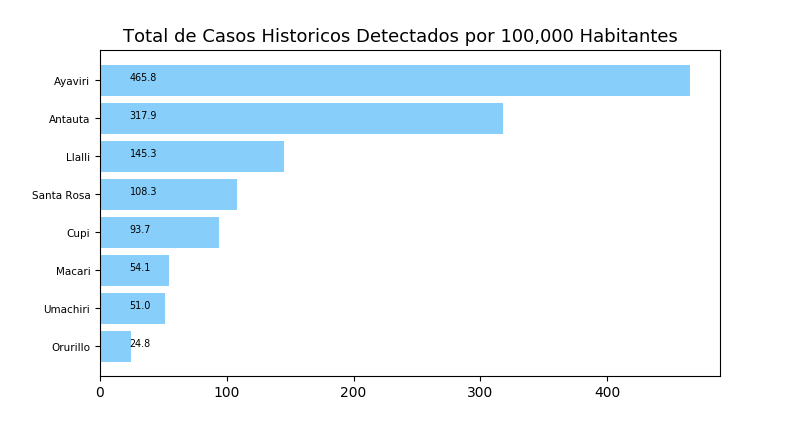 Total de Casos Historicos Detectados por 100,000 Habitantes
Ayaviri 465.8
Antauta 317.9
Llalli 145.3
Santa Rosa 108.3
Cupi 93.7
Macari 54.1
Umachiri 51.0
Orurillo 24.8
0 100 200 300 400